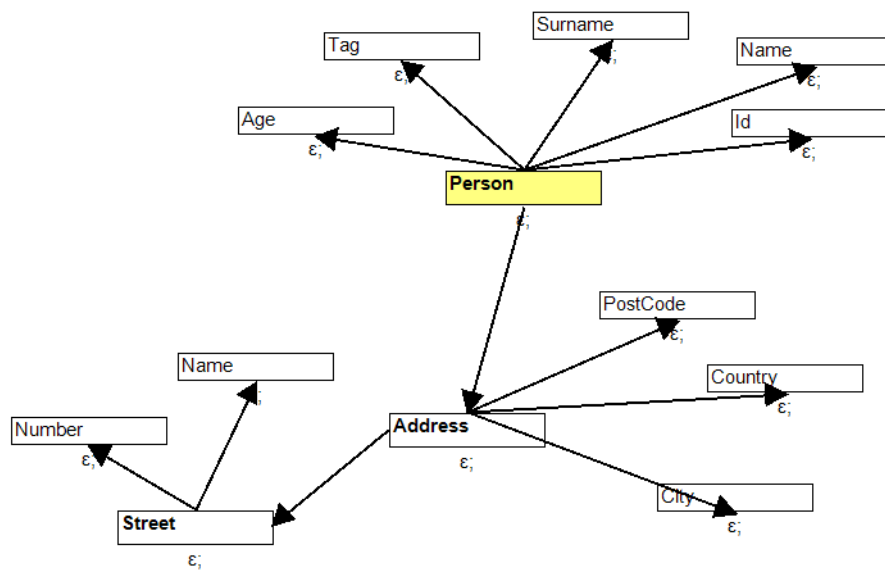 Surname
ε;
Tag
ε;
Name
ε;
Age
ε;
Id
ε;
Person
ε;
PostCode
ε;
Name
ε;
Country
ε;
Number
ε;
Address
ε;
City
ε;
Street
ε;